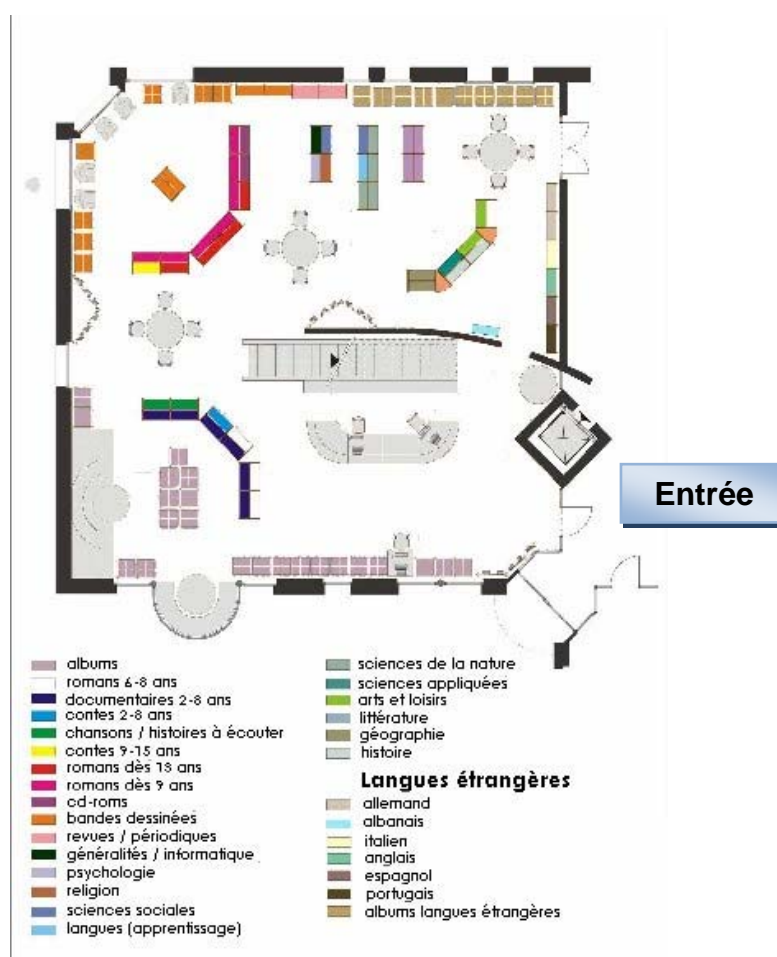 Entrée
albums
romans 6-8 ans
documentaires 2-8 ans
contes 2-8 ans
chansons / histoires à écouter
contes 9-15 ans
romans dès 13 ans
romans dès 9 ans
cd-roms
bandes dessinées
revues / périodiques
généralités / informatique
psychologie
religion
sciences sociales
langues (apprentissage)
sciences de la nature
sciences appliquées
arts et loisirs
littérature
géographie
histoire
Langues étrangères
allemand
albanais
italien
anglais
espagnol
portugais
albums langues étrangères